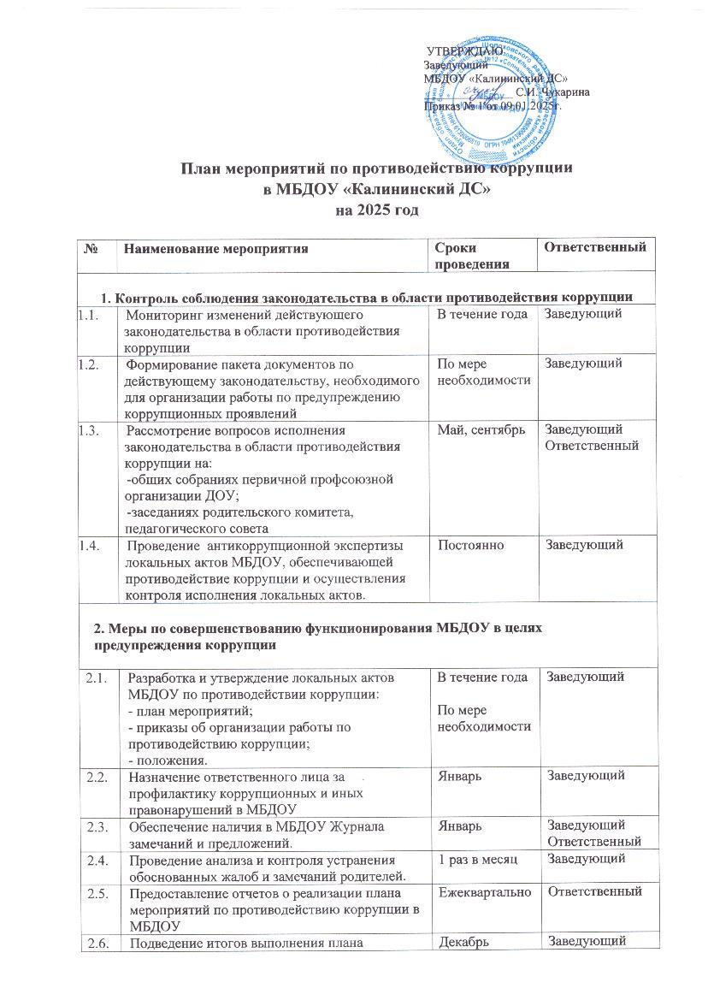 УТВЕРЖДАЮ
Заведующий
МБДОУ «Калининский ДС»
С.И. Чукарина
Приказ № 1 от 09.01.2025г.
План мероприятий по противодействию коррупции
в МБДОУ «Калининский ДС»
на 2025 год
№ Наименование мероприятия Сроки проведения Ответственный
1. Контроль соблюдения законодательства в области противодействия коррупции
1.1. Мониторинг изменений действующего В течение года Заведующий
законодательства в области противодействия
коррупции
1.2. Формирование пакета документов по По мере Заведующий
действующему законодательству, необходимого необходимости
для организации работы по предупреждению
коррупционных проявлений
1.3. Рассмотрение вопросов исполнения Май, сентябрь Заведующий
законодательства в области противодействия Ответственный
коррупции на:
-общих собраниях первичной профсоюзной
организации ДОУ;
-заседаниях родительского комитета,
педагогического совета
1.4. Проведение антикоррупционной экспертизы Постоянно Заведующий
локальных актов МБДОУ, обеспечивающей
противодействие коррупции и осуществления
контроля исполнения локальных актов.
2. Меры по совершенствованию функционирования МБДОУ в целях
предупреждения коррупции
2.1. Разработка и утверждение локальных актов В течение года Заведующий
МБДОУ по противодействии коррупции:
- план мероприятий; По мере
- приказы об организации работы по необходимости
противодействию коррупции;
- положения.
2.2. Назначение ответственного лица за Январь Заведующий
профилактику коррупционных и иных
правонарушений в МБДОУ
2.3. Обеспечение наличия в МБДОУ Журнала Январь Заведующий
замечаний и предложений. Ответственный
2.4. Проведение анализа и контроля устранения 1 раз в месяц Заведующий
обоснованных жалоб и замечаний родителей.
2.5. Предоставление отчетов о реализации плана Ежеквартально Ответственный
мероприятий по противодействию коррупции в
МБДОУ
2.6. Подведение итогов выполнения плана Декабрь Заведующий